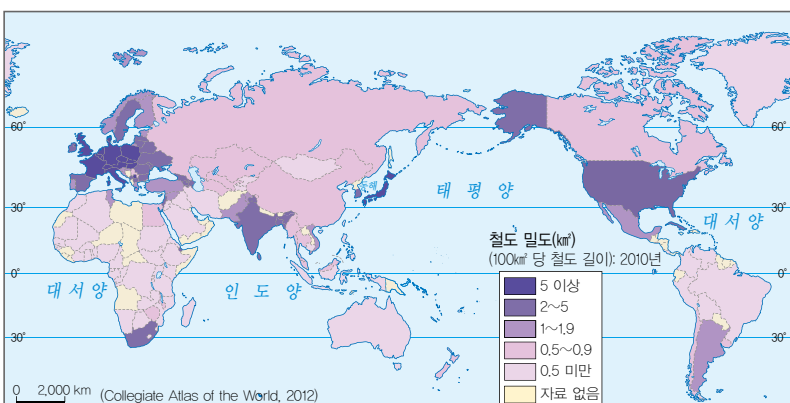 60°
60°
동해
태 평 양
30°
30°
대 서 양
철도 밀도(㎢)
(100㎢ 당 철도 길이): 2010년
0°
0°
대 서 양
인 도 양
5 이상
2~5
1~1.9
0.5~0.9
0.5 미만
자료 없음
30°
30°
0 2,000 km
(Collegiate Atlas of the World, 2012)